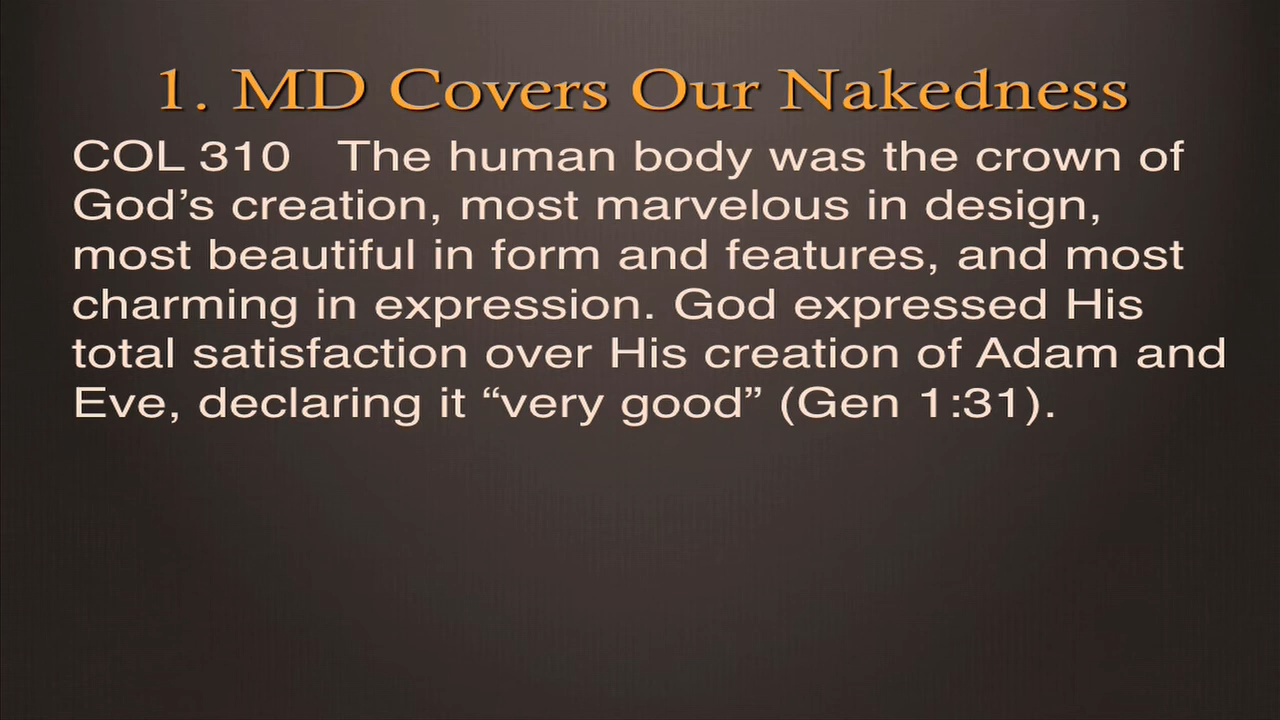 1. MD Covers Our Nakedness
COL 310 The human body was the crown of
God’s creation, most marvelous in design,
most beautiful in form and features, and most
charming in expression. God expressed His
total satisfaction over His creation of Adam and
Eve, declaring it “very good” (Gen 1:31).